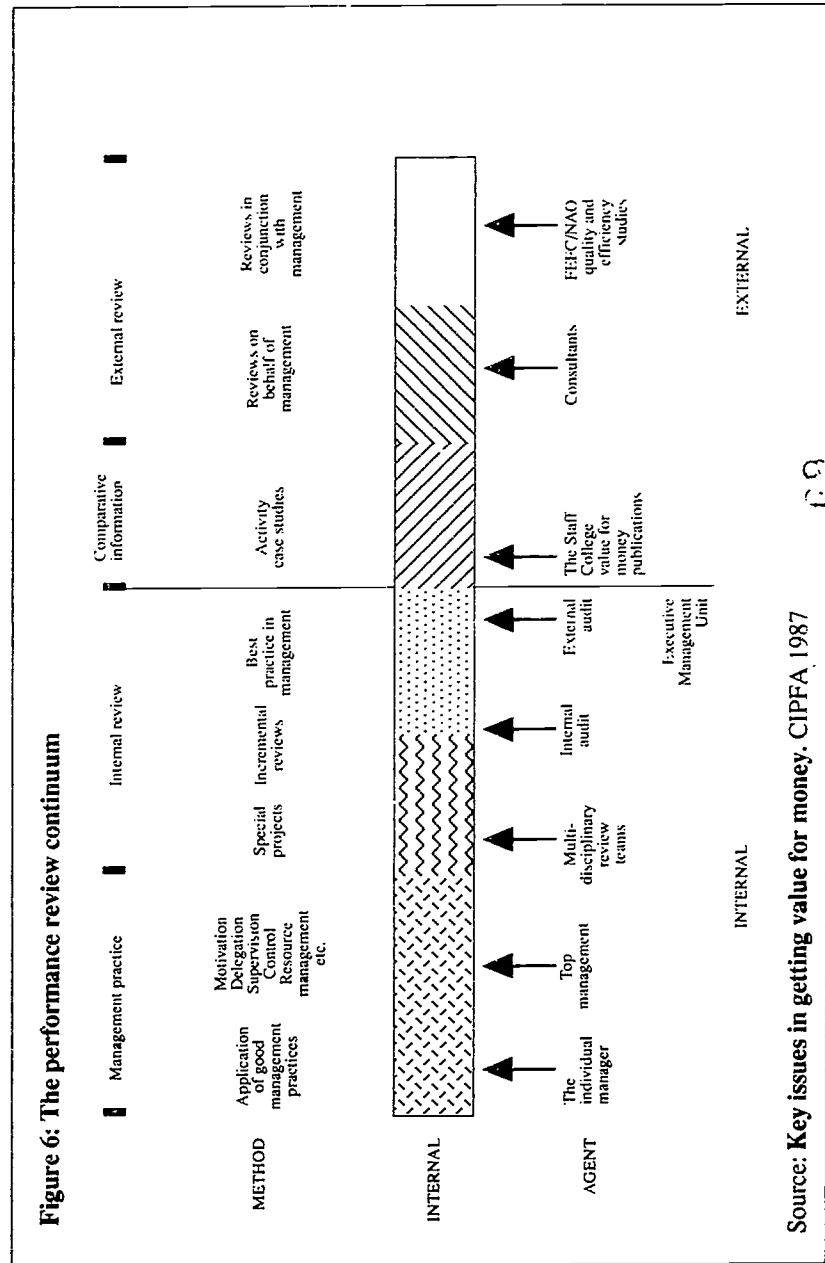 Figure 6: The performance review continuum
Management practice
Internal review
Comparative
information
External review
METHOD
Application
of good
management
practices
Motivation
Delegation
Supervision
Control
Resource
management
etc.
Special
projects
Incremental
reviews
Best
practice in
management
Activity
case studies
Reviews on
behalf of
management
Reviews in
conjunction
with
management
INTERNAL
AGENT
The
individual
manager
Top
management
Multi-
disciplinary
review
teams
Internal
audit
External
audit
The Staff
College
value for
money
publications
Consultants
FEFC/NAO
quality and
efficiency
studies
Executive
Management
Unit
INTERNAL
EXTERNAL
Source: Key issues in getting value for money. CIPFA 1987